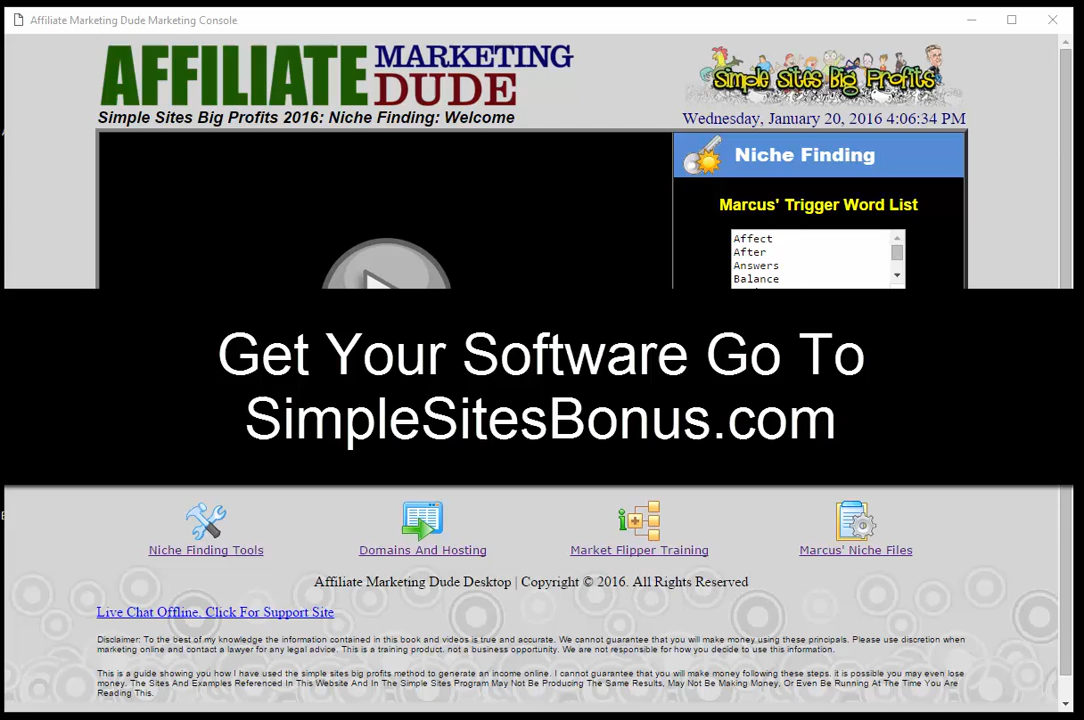 Affiliate Marketing Dude Marketing Console
AFFILIATE MARKETING DUDE
Simple Sites Big Profits
Simple Sites Big Profits 2016: Niche Finding: Welcome
Wednesday, January 20, 2016 4:06:34 PM
Niche Finding
Marcus' Trigger Word List
Affect
After
Answers
Balance
Get Your Software Go To
SimpleSitesBonus.com
Niche Finding Tools
Domains And Hosting
Market Flipper Training
Marcus' Niche Files
Affiliate Marketing Dude Desktop | Copyright © 2016. All Rights Reserved
Live Chat Offline. Click For Support Site
Disclaimer: To the best of my knowledge the information contained in this book and videos is true and accurate. We cannot guarantee that you will make money using these principals. Please use discretion when
marketing online and contact a lawyer for any legal advice. This is a training product, not a business opportunity. We are not responsible for how you decide to use this information.
This is a guide showing you how I have used the simple sites big profits method to generate an income online. I cannot guarantee that you will make money following these steps. it is possible you may even lose
money. The Sites And Examples Referenced In This Website And In The Simple Sites Program May Not Be Producing The Same Results, May Not Be Making Money, Or Even Be Running At The Time You Are
Reading This.